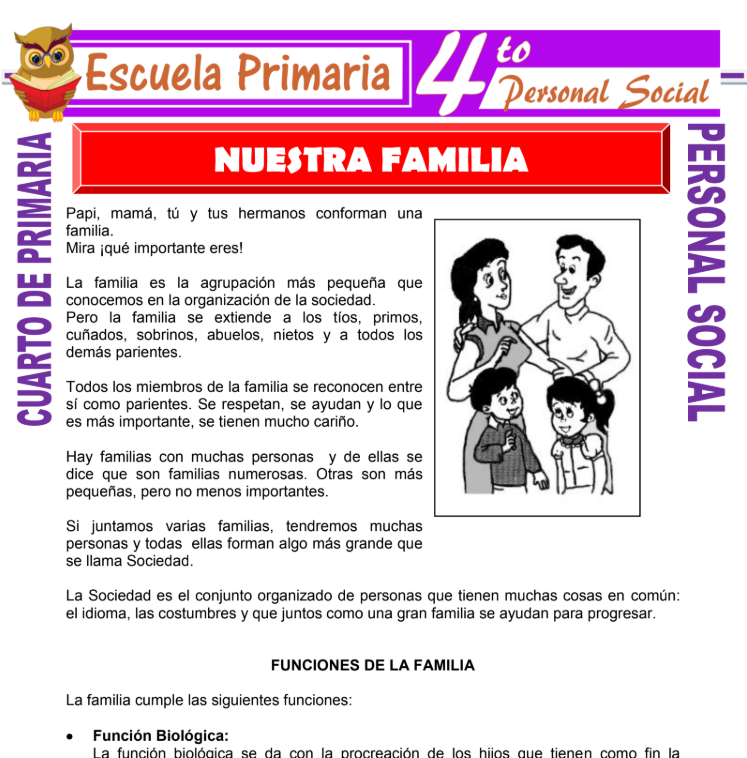 Escuela Primaria
4to
Personal Social
CUARTO DE PRIMARIA
PERSONAL SOCIAL
NUESTRA FAMILIA
Papi, mamá, tú y tus hermanos conforman una
familia.
Mira ¡qué importante eres!
La familia es la agrupación más pequeña que
conocemos en la organización de la sociedad.
Pero la familia se extiende a los tíos, primos,
cuñados, sobrinos, abuelos, nietos y a todos los
demás parientes.
Todos los miembros de la familia se reconocen entre
sí como parientes. Se respetan, se ayudan y lo que
es más importante, se tienen mucho cariño.
Hay familias con muchas personas y de ellas se
dice que son familias numerosas. Otras son más
pequeñas, pero no menos importantes.
Si juntamos varias familias, tendremos muchas
personas y todas ellas forman algo más grande que
se llama Sociedad.
La Sociedad es el conjunto organizado de personas que tienen muchas cosas en común:
el idioma, las costumbres y que juntos como una gran familia se ayudan para progresar.
FUNCIONES DE LA FAMILIA
La familia cumple las siguientes funciones:
• Función Biológica:
La función biológica se da con la procreación de los hijos que tienen como fin la